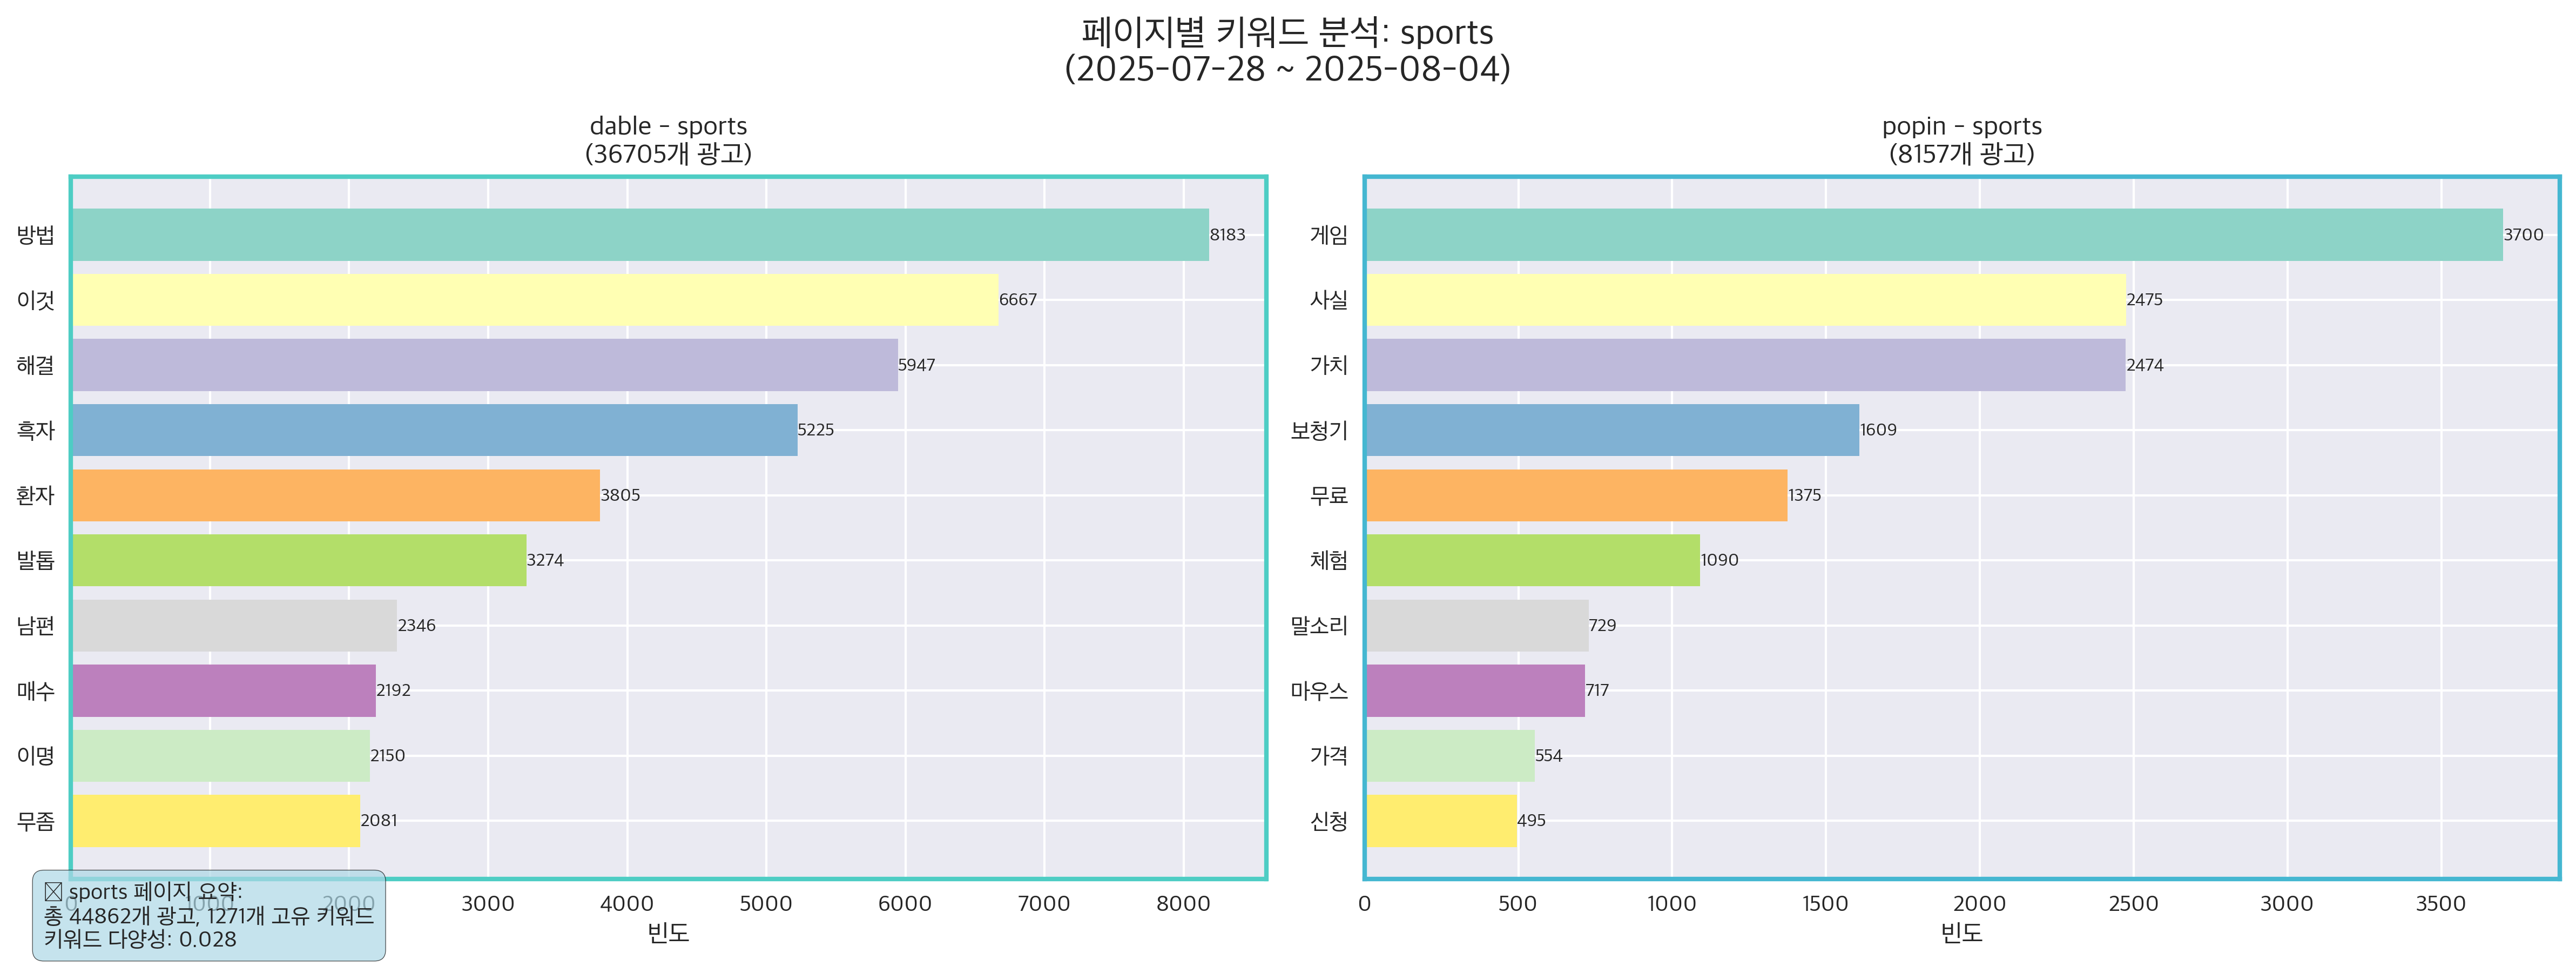 페이지별 키워드 분석: sports
(2025-07-28 ~ 2025-08-04)
dable - sports
(36705개 광고)
방법 8183
이것 6667
해결 5947
흑자 5225
환자 3805
발톱 3274
남편 2346
매수 2192
이명 2150
무좀 2081
0 1000 2000 3000 4000 5000 6000 7000 8000
빈도
popin - sports
(8157개 광고)
게임 3700
사실 2475
가치 2474
보청기 1609
무료 1375
체험 1090
말소리 729
마우스 717
가격 554
신청 495
0 500 1000 1500 2000 2500 3000 3500
빈도
sports 페이지 요약:
총 44862개 광고, 1271개 고유 키워드
키워드 다양성: 0.028